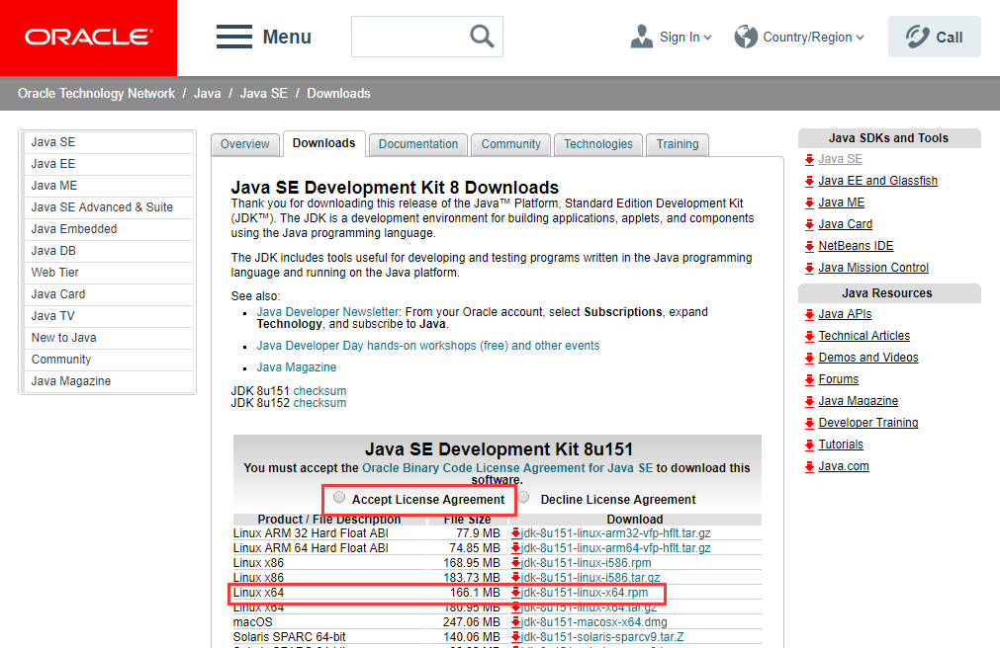 ORACLE
Menu
Sign In
Country/Region
Call
Oracle Technology Network / Java / Java SE / Downloads
Java SE
Java EE
Java ME
Java SE Advanced & Suite
Java Embedded
Java DB
Web Tier
Java Card
Java TV
New to Java
Community
Java Magazine
Overview
Downloads
Documentation
Community
Technologies
Training
Java SE Development Kit 8 Downloads
Thank you for downloading this release of the Java™ Platform, Standard Edition Development Kit
(JDK™). The JDK is a development environment for building applications, applets, and components
using the Java programming language.
The JDK includes tools useful for developing and testing programs written in the Java programming
language and running on the Java platform.
See also:
Java Developer Newsletter: From your Oracle account, select Subscriptions, expand
Technology, and subscribe to Java.
Java Developer Day hands-on workshops (free) and other events
Java Magazine
JDK 8u151 checksum
JDK 8u152 checksum
Java SE Development Kit 8u151
You must accept the Oracle Binary Code License Agreement for Java SE to download this
software.
Accept License Agreement
Decline License Agreement
Product / File Description File Size Download
Linux ARM 32 Hard Float ABI 77.9 MB jdk-8u151-linux-arm32-vfp-hflt.tar.gz
Linux ARM 64 Hard Float ABI 74.85 MB jdk-8u151-linux-arm64-vfp-hflt.tar.gz
Linux x86 168.95 MB jdk-8u151-linux-i586.rpm
Linux x86 183.73 MB jdk-8u151-linux-i586.tar.gz
Linux x64 166.1 MB jdk-8u151-linux-x64.rpm
Linux x64 180.95 MB jdk-8u151-linux-x64.tar.gz
macOS 247.06 MB jdk-8u151-macosx-x64.dmg
Solaris SPARC 64-bit 140.06 MB jdk-8u151-solaris-sparcv9.tar.Z
Java SDKs and Tools
Java SE
Java EE and Glassfish
Java ME
Java Card
NetBeans IDE
Java Mission Control
Java Resources
Java APIs
Technical Articles
Demos and Videos
Forums
Java Magazine
Developer Training
Tutorials
Java.com